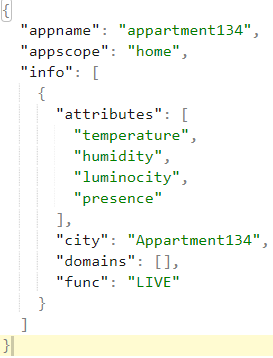 {
  "appname": "appartment134",
  "appscope": "home",
  "info": [
    {
      "attributes": [
        "temperature",
        "humidity",
        "luminocity",
        "presence"
      ],
      "city": "Appartment134",
      "domains": [],
      "func": "LIVE"
    }
  ]
}